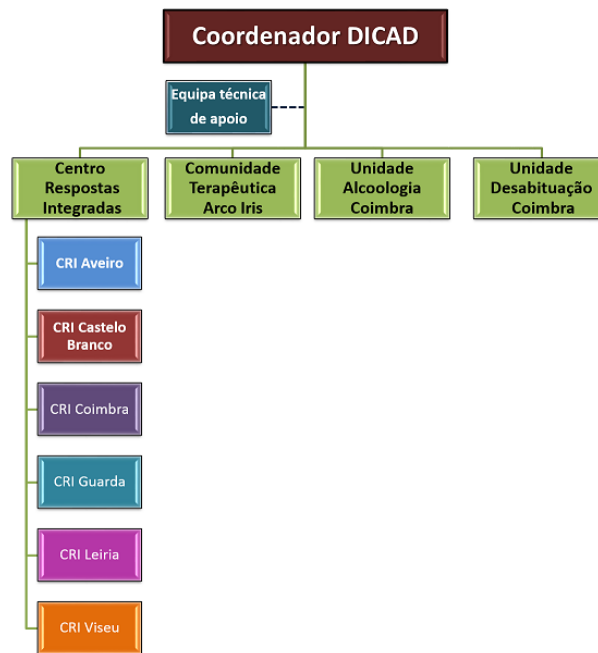 Coordenador DICAD
Equipa técnica
de apoio
Centro
Respostas
Integradas
Comunidade
Terapêutica
Arco Iris
Unidade
Alcoologia
Coimbra
Unidade
Desabituação
Coimbra
CRI Aveiro
CRI Castelo
Branco
CRI Coimbra
CRI Guarda
CRI Leiria
CRI Viseu